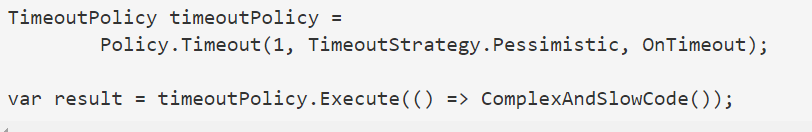 TimeoutPolicy timeoutPolicy =
Policy.Timeout(1, TimeoutStrategy.Pessimistic, OnTimeout);
var result = timeoutPolicy.Execute(() => ComplexAndSlowCode());